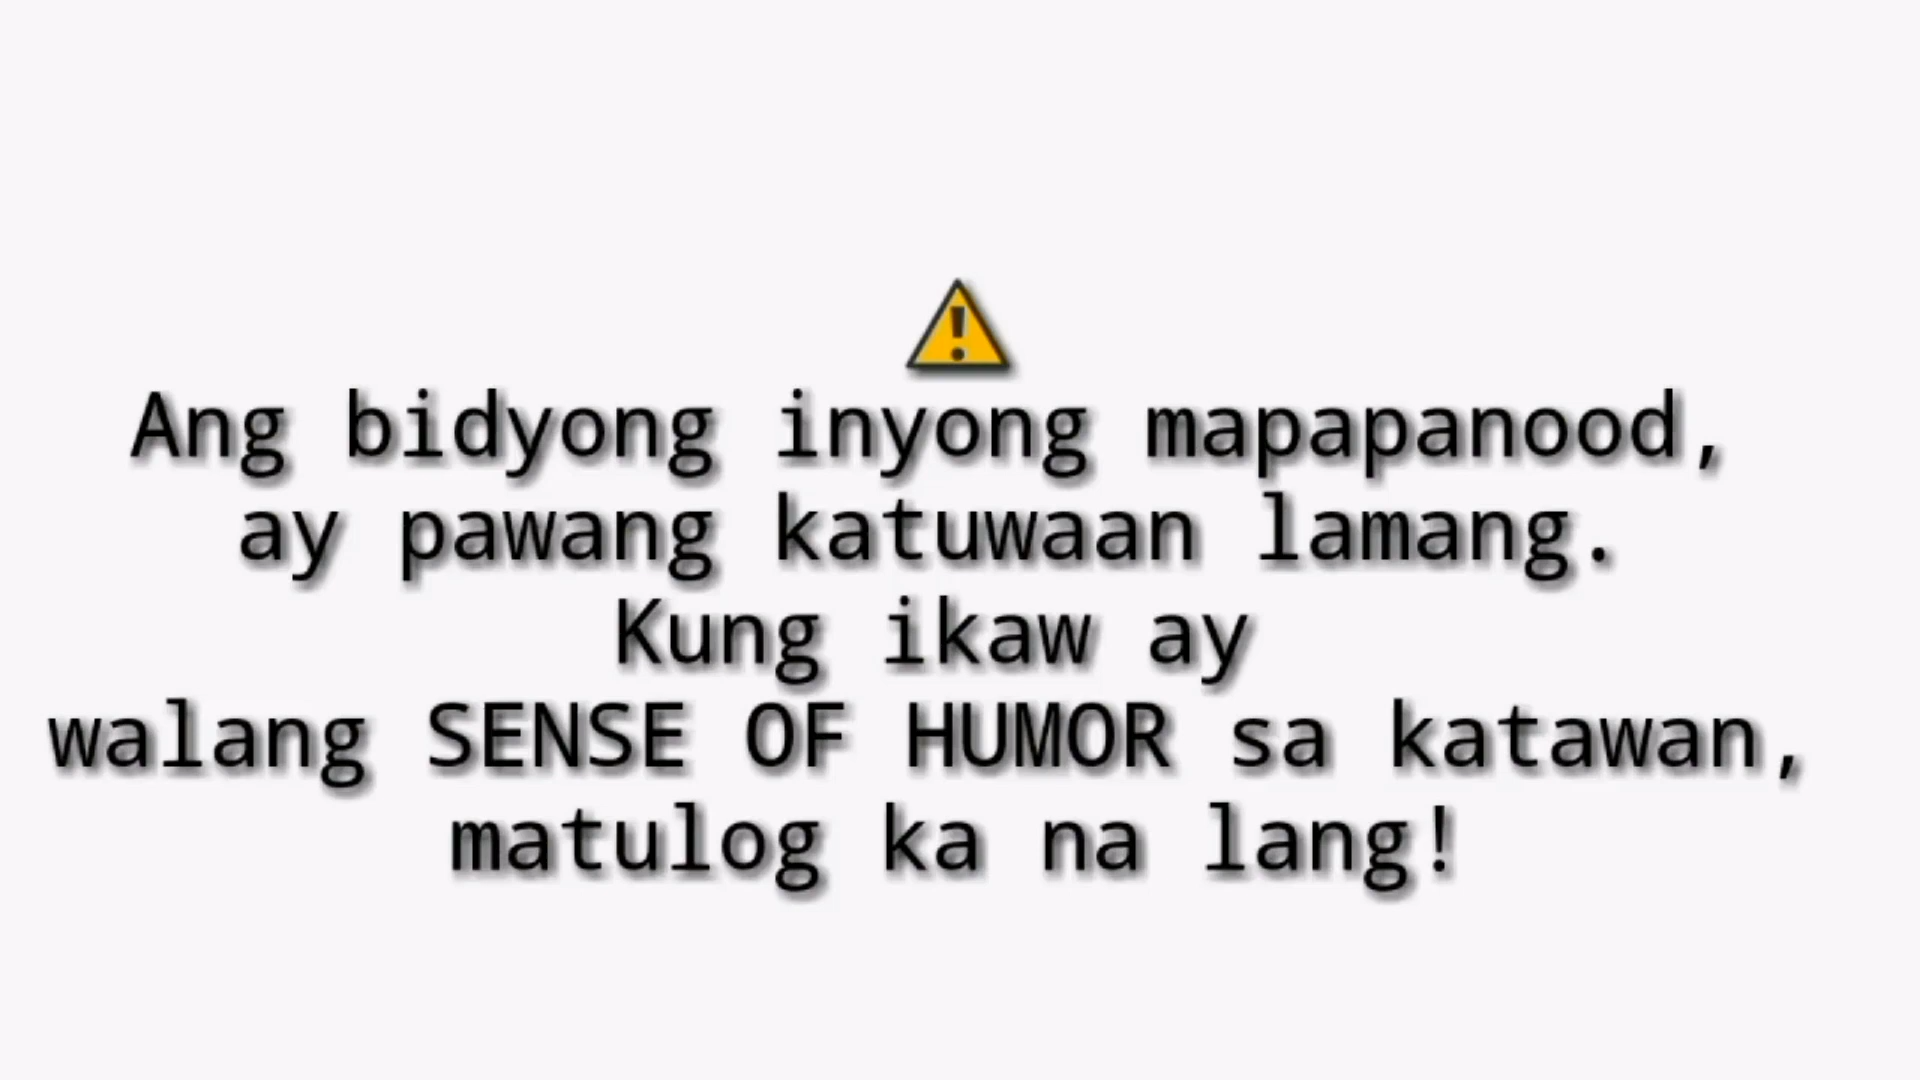 Ang bidyong inyong mapapanood,
ay pawang katuwaan lamang.
Kung ikaw ay
walang SENSE OF HUMOR sa katawan,
matulog ka na lang!